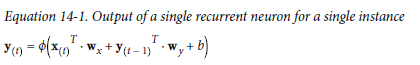 Equation 14-1. Output of a single recurrent neuron for a single instance
y(t) = ϕ(x(t)ᵀ · wx + y(t – 1)ᵀ · wy + b)